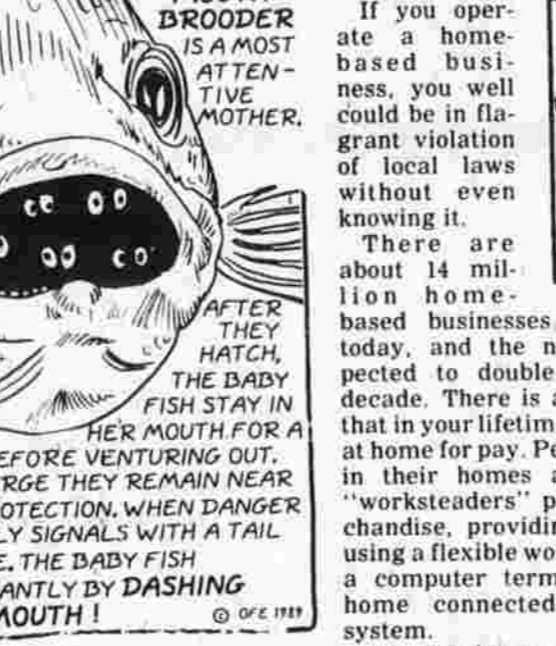 BROODER
IS A MOST
ATTEN-
TIVE
MOTHER.
AFTER
THEY
HATCH,
THE BABY
FISH STAY IN
HER MOUTH FOR A
EFORE VENTURING OUT.
RGE THEY REMAIN NEAR
OTECTION. WHEN DANGER
LY SIGNALS WITH A TAIL
E. THE BABY FISH
ANTLY BY DASHING
MOUTH!
© OFE 1989
If you oper-
ate a home-
based busi-
ness, you well
could be in fla-
grant violation
of local laws
without even
knowing it.
There are
about 14 mil-
lion home-
based businesses
today, and the n
pected to double
decade. There is a
that in your lifetim
at home for pay. Pe
in their homes a
"worksteaders" p
chandise, providi
using a flexible wo
a computer term
home connected
system.